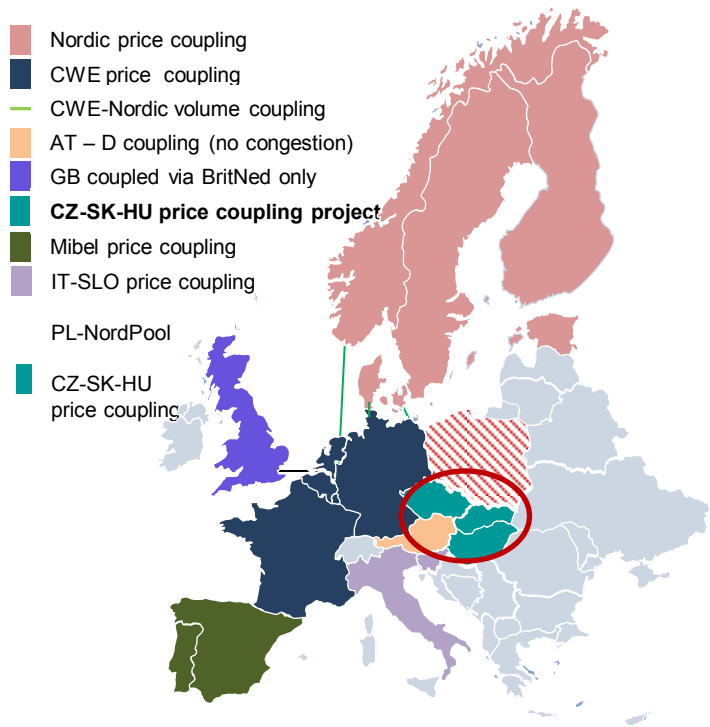 Nordic price coupling
CWE price coupling
CWE-Nordic volume coupling
AT – D coupling (no congestion)
GB coupled via BritNed only
CZ-SK-HU price coupling project
Mibel price coupling
IT-SLO price coupling
PL-NordPool
CZ-SK-HU
price coupling